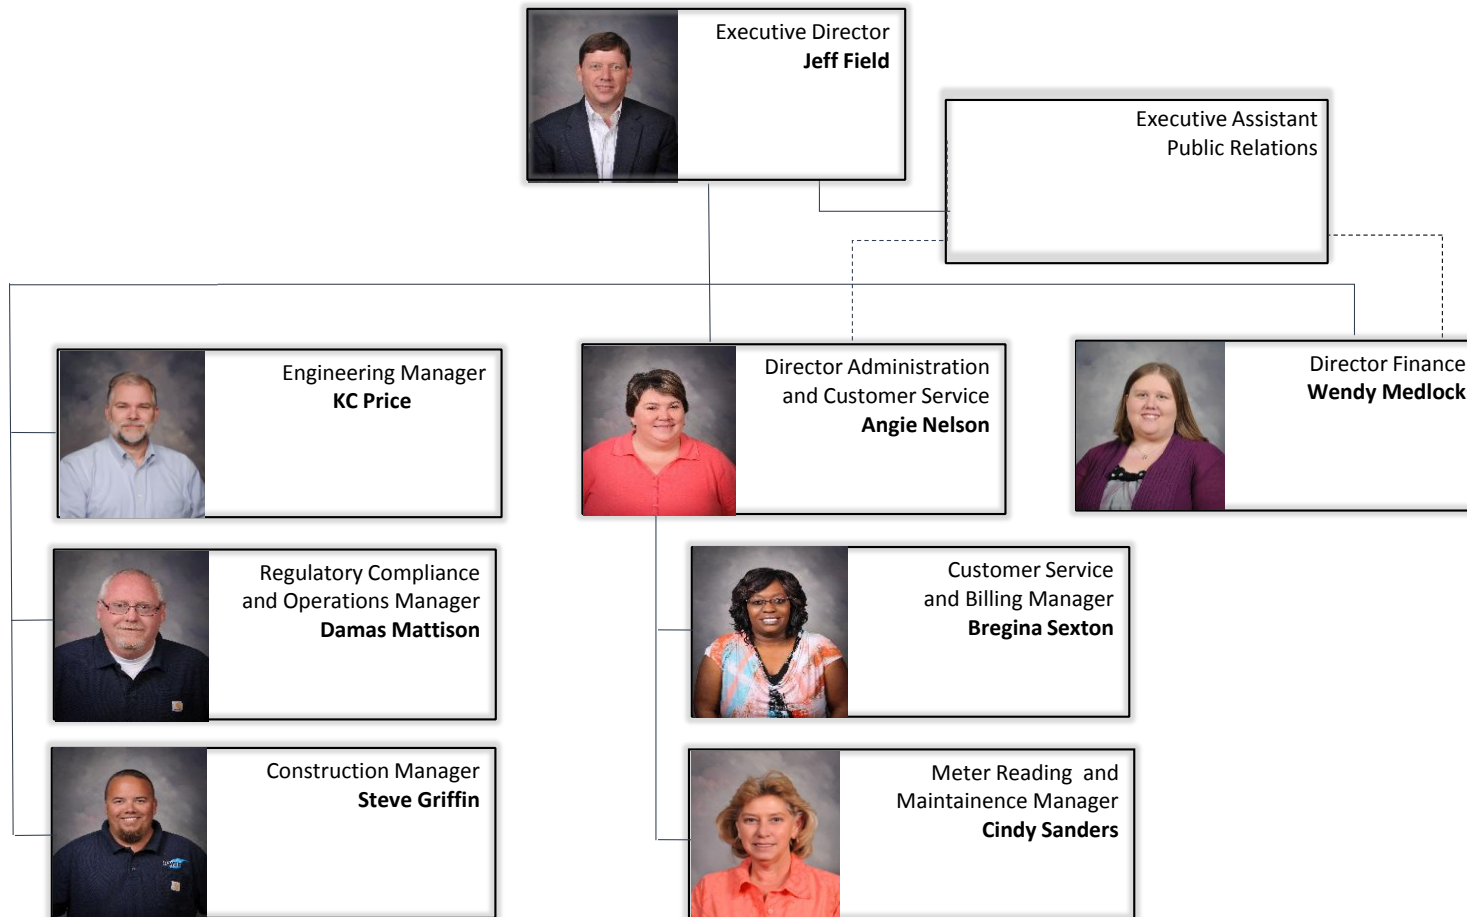 Executive Director
Jeff Field
Executive Assistant
Public Relations
Engineering Manager
KC Price
Director Administration
and Customer Service
Angie Nelson
Director Finance
Wendy Medlock
Regulatory Compliance
and Operations Manager
Damas Mattison
Customer Service
and Billing Manager
Bregina Sexton
Construction Manager
Steve Griffin
Meter Reading and
Maintainence Manager
Cindy Sanders